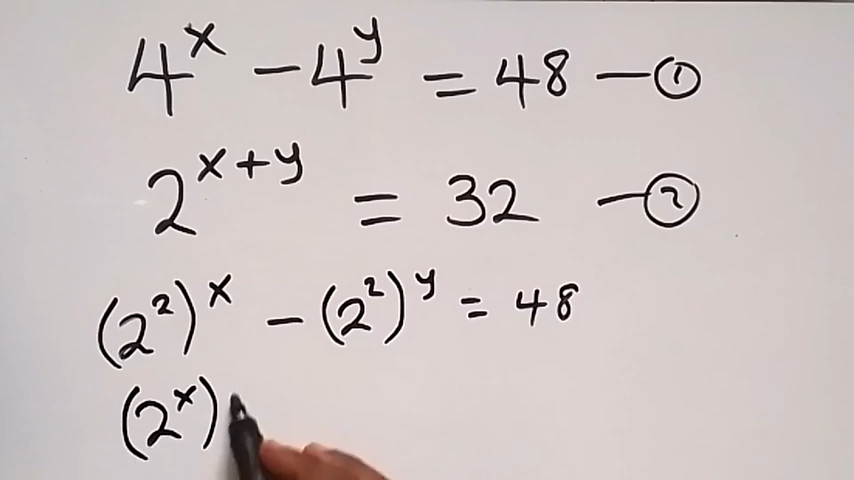 4^x - 4^y = 48 — ①
2^{x+y} = 32 — ②
(2^2)^x - (2^2)^y = 48
(2^x)